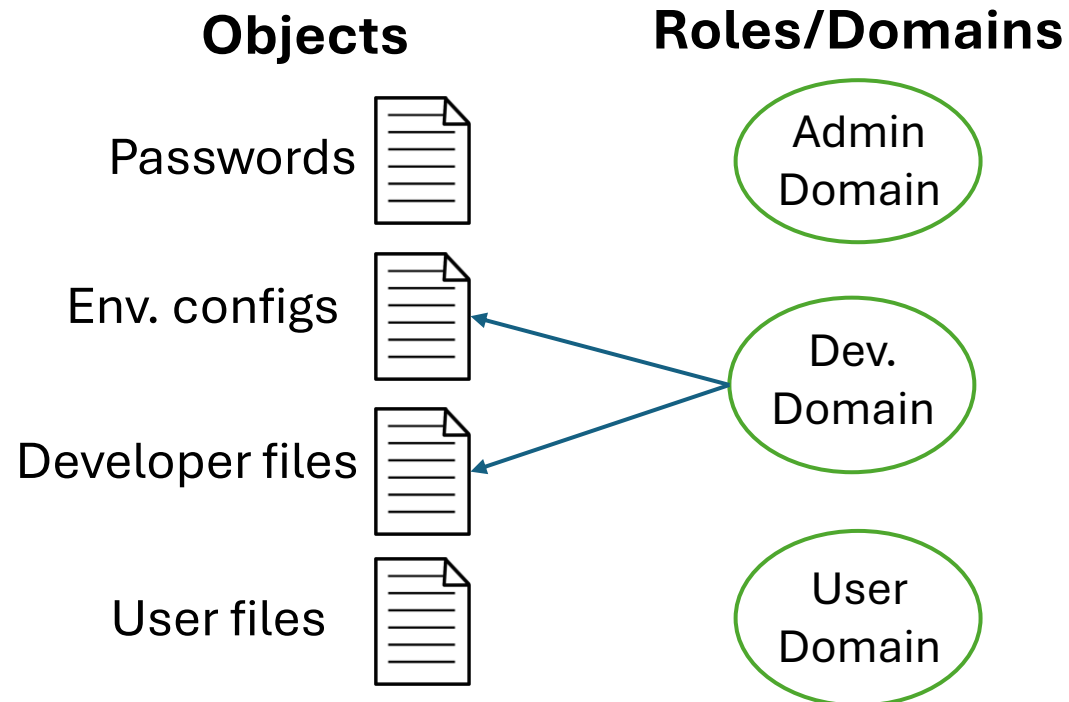 Objects
Roles/Domains
Passwords
Admin
Domain
Env. configs
Dev.
Domain
Developer files
User files
User
Domain